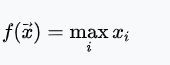 f(x⃗) = max_i x_i